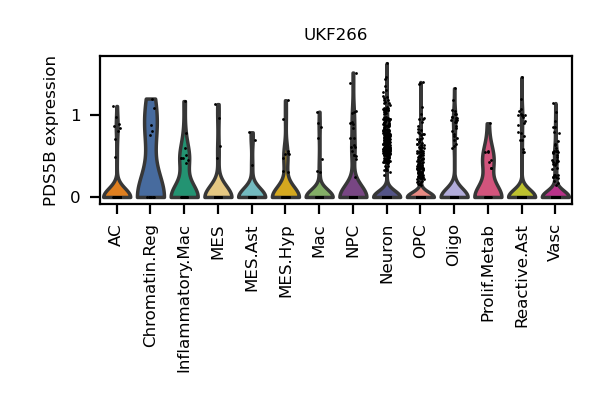 UKF266
PDS5B expression
1
0
AC
Chromatin.Reg
Inflammatory.Mac
MES
MES.Ast
MES.Hyp
Mac
NPC
Neuron
OPC
Oligo
Prolif.Metab
Reactive.Ast
Vasc